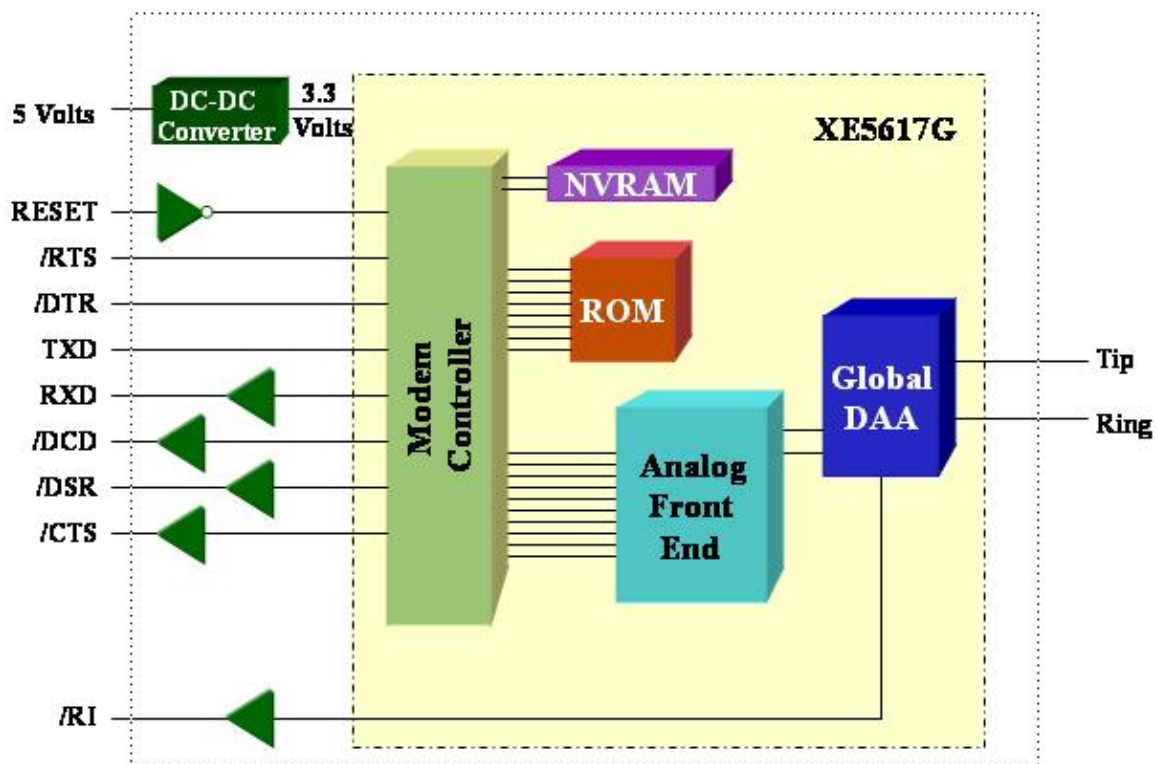 5 Volts
DC-DC
Converter
3.3
Volts
XE5617G
RESET
/RTS
/DTR
TXD
RXD
/DCD
/DSR
/CTS
/RI
Modem
Controller
NVRAM
ROM
Analog
Front
End
Global
DAA
Tip
Ring